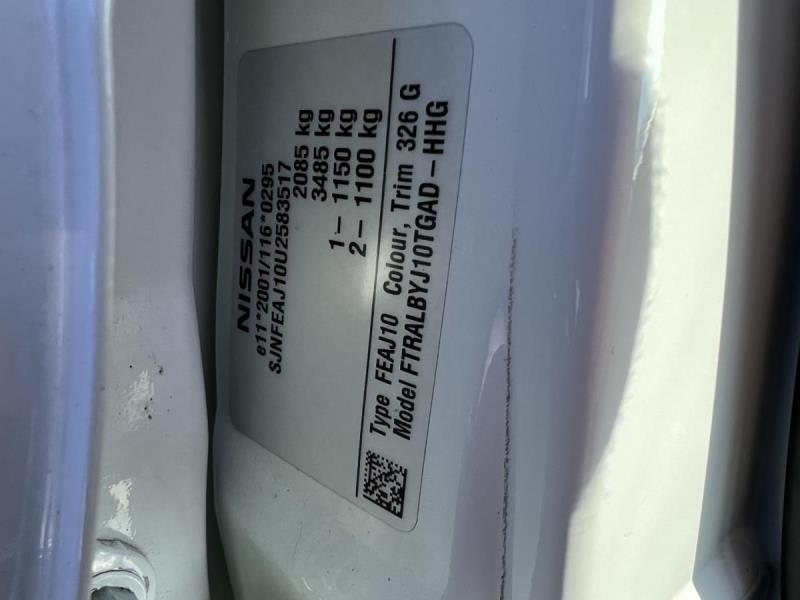 NISSAN
e11*2001/116*0295
SJNFEAJ10U2583517
2085 kg
3485 kg
1– 1150 kg
2– 1100 kg
Type FEAJ10 Colour, Trim 326 G
Model FTRALBYJ10TGAD–HHG